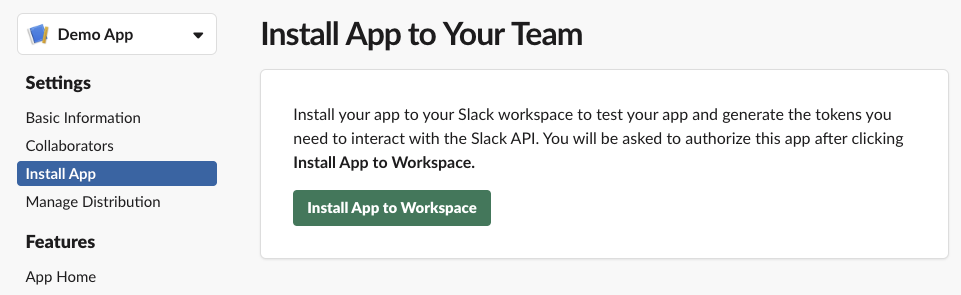 Demo App
Settings
Basic Information
Collaborators
Install App
Manage Distribution
Features
App Home
Install App to Your Team
Install your app to your Slack workspace to test your app and generate the tokens you
need to interact with the Slack API. You will be asked to authorize this app after clicking
Install App to Workspace.
Install App to Workspace